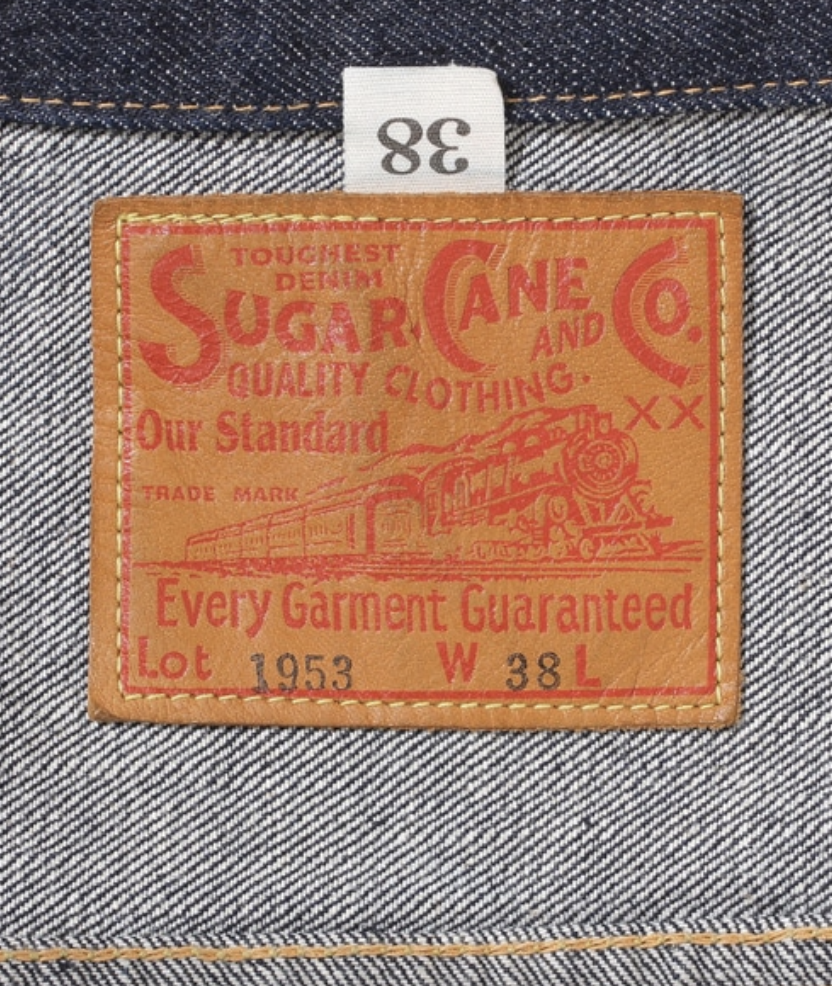 38
TOUGHEST
DENIM
SUGAR CANE CO.
AND
QUALITY CLOTHING.
XX
Our Standard
TRADE MARK
Every Garment Guaranteed
Lot 1953 W 38 L